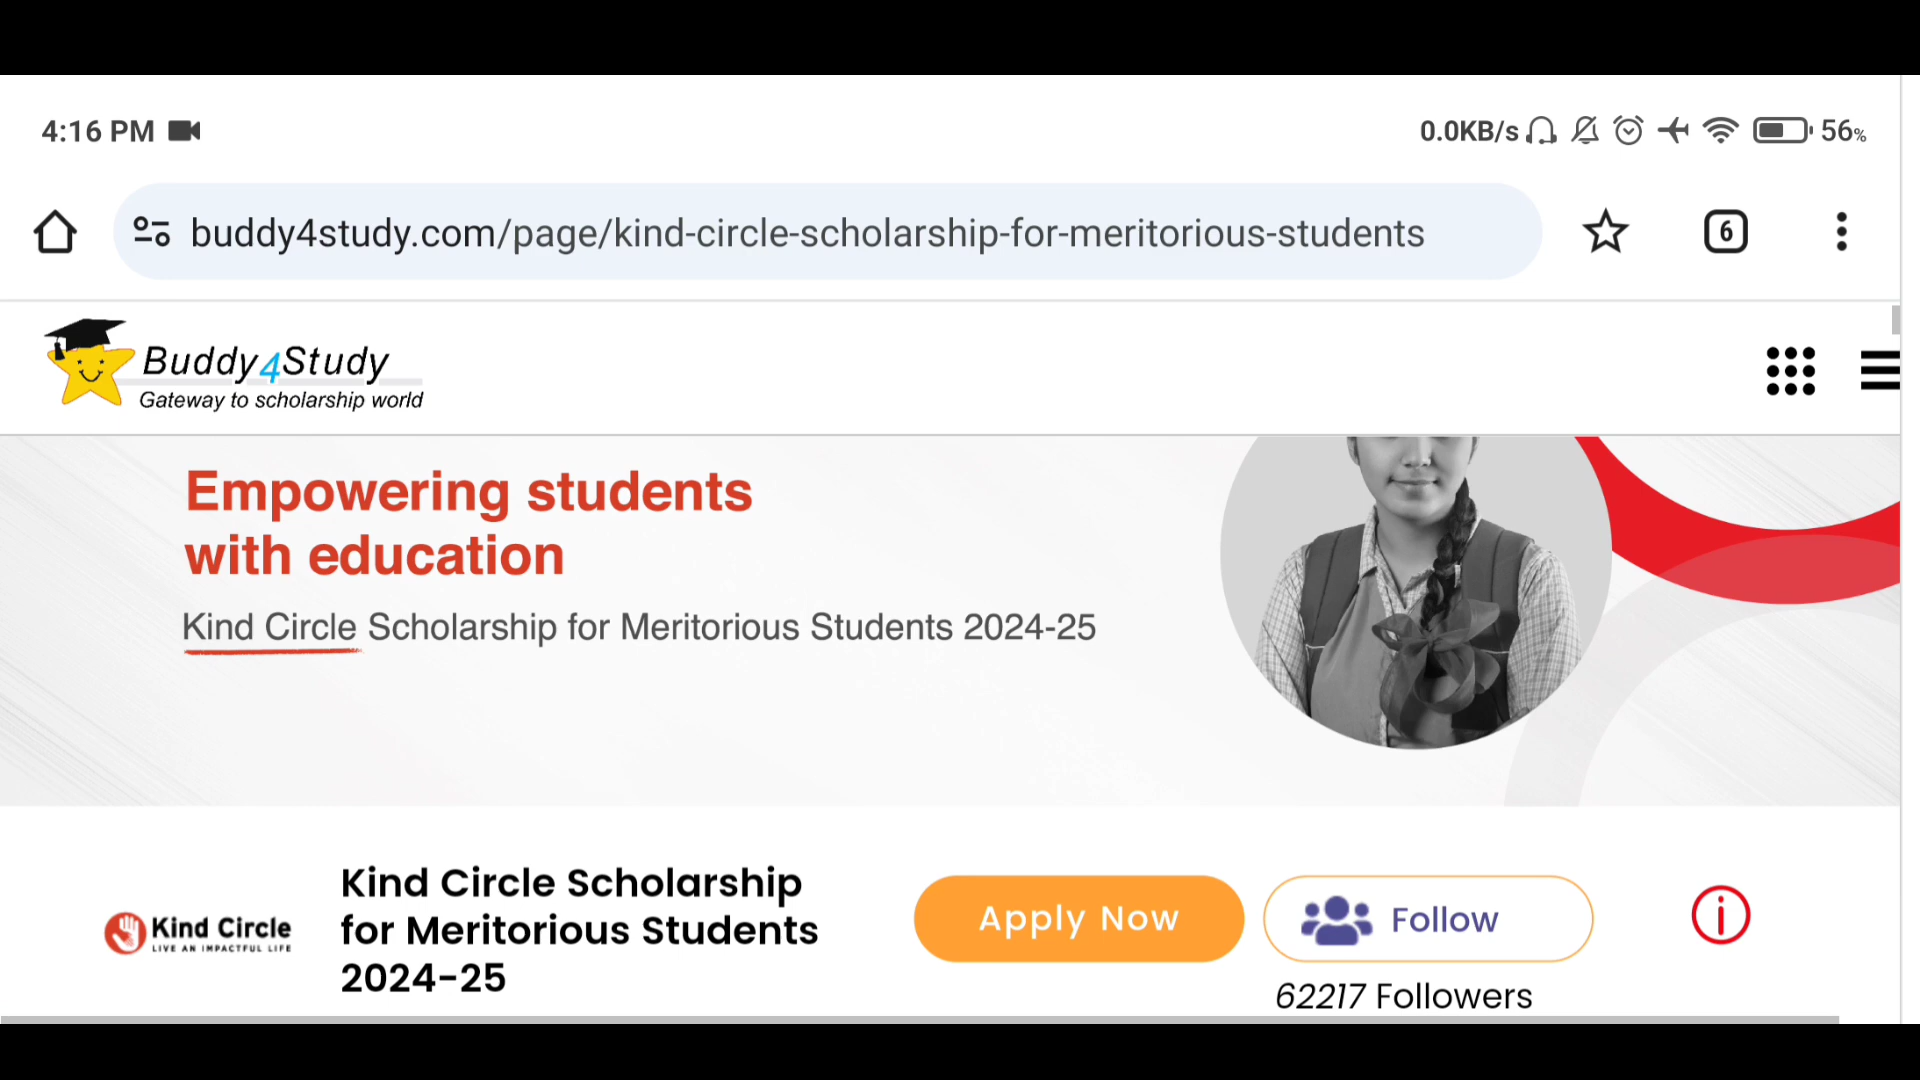 4:16 PM
0.0KB/s
56%
buddy4study.com/page/kind-circle-scholarship-for-meritorious-students
6
Buddy4Study
Gateway to scholarship world
Empowering students
with education
Kind Circle Scholarship for Meritorious Students 2024-25
Kind Circle
LIVE AN IMPACTFUL LIFE
Kind Circle Scholarship
for Meritorious Students
2024-25
Apply Now
Follow
62217 Followers